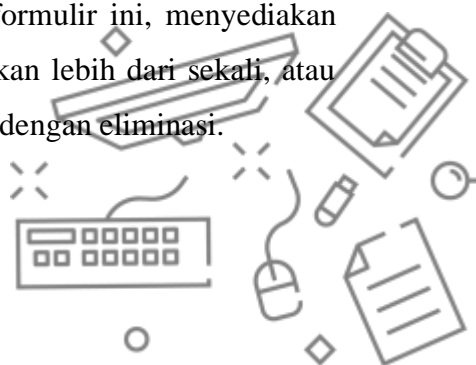 formulir ini, menyediakan
kan lebih dari sekali, atau
dengan eliminasi.